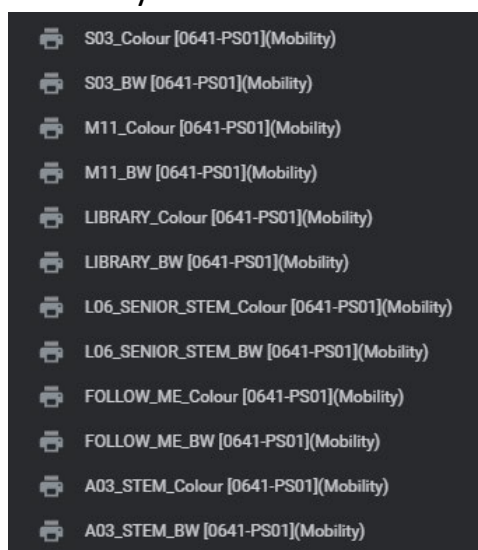 S03_Colour [0641-PS01](Mobility)
S03_BW [0641-PS01](Mobility)
M11_Colour [0641-PS01](Mobility)
M11_BW [0641-PS01](Mobility)
LIBRARY_Colour [0641-PS01](Mobility)
LIBRARY_BW [0641-PS01](Mobility)
L06_SENIOR_STEM_Colour [0641-PS01](Mobility)
L06_SENIOR_STEM_BW [0641-PS01](Mobility)
FOLLOW_ME_Colour [0641-PS01](Mobility)
FOLLOW_ME_BW [0641-PS01](Mobility)
A03_STEM_Colour [0641-PS01](Mobility)
A03_STEM_BW [0641-PS01](Mobility)